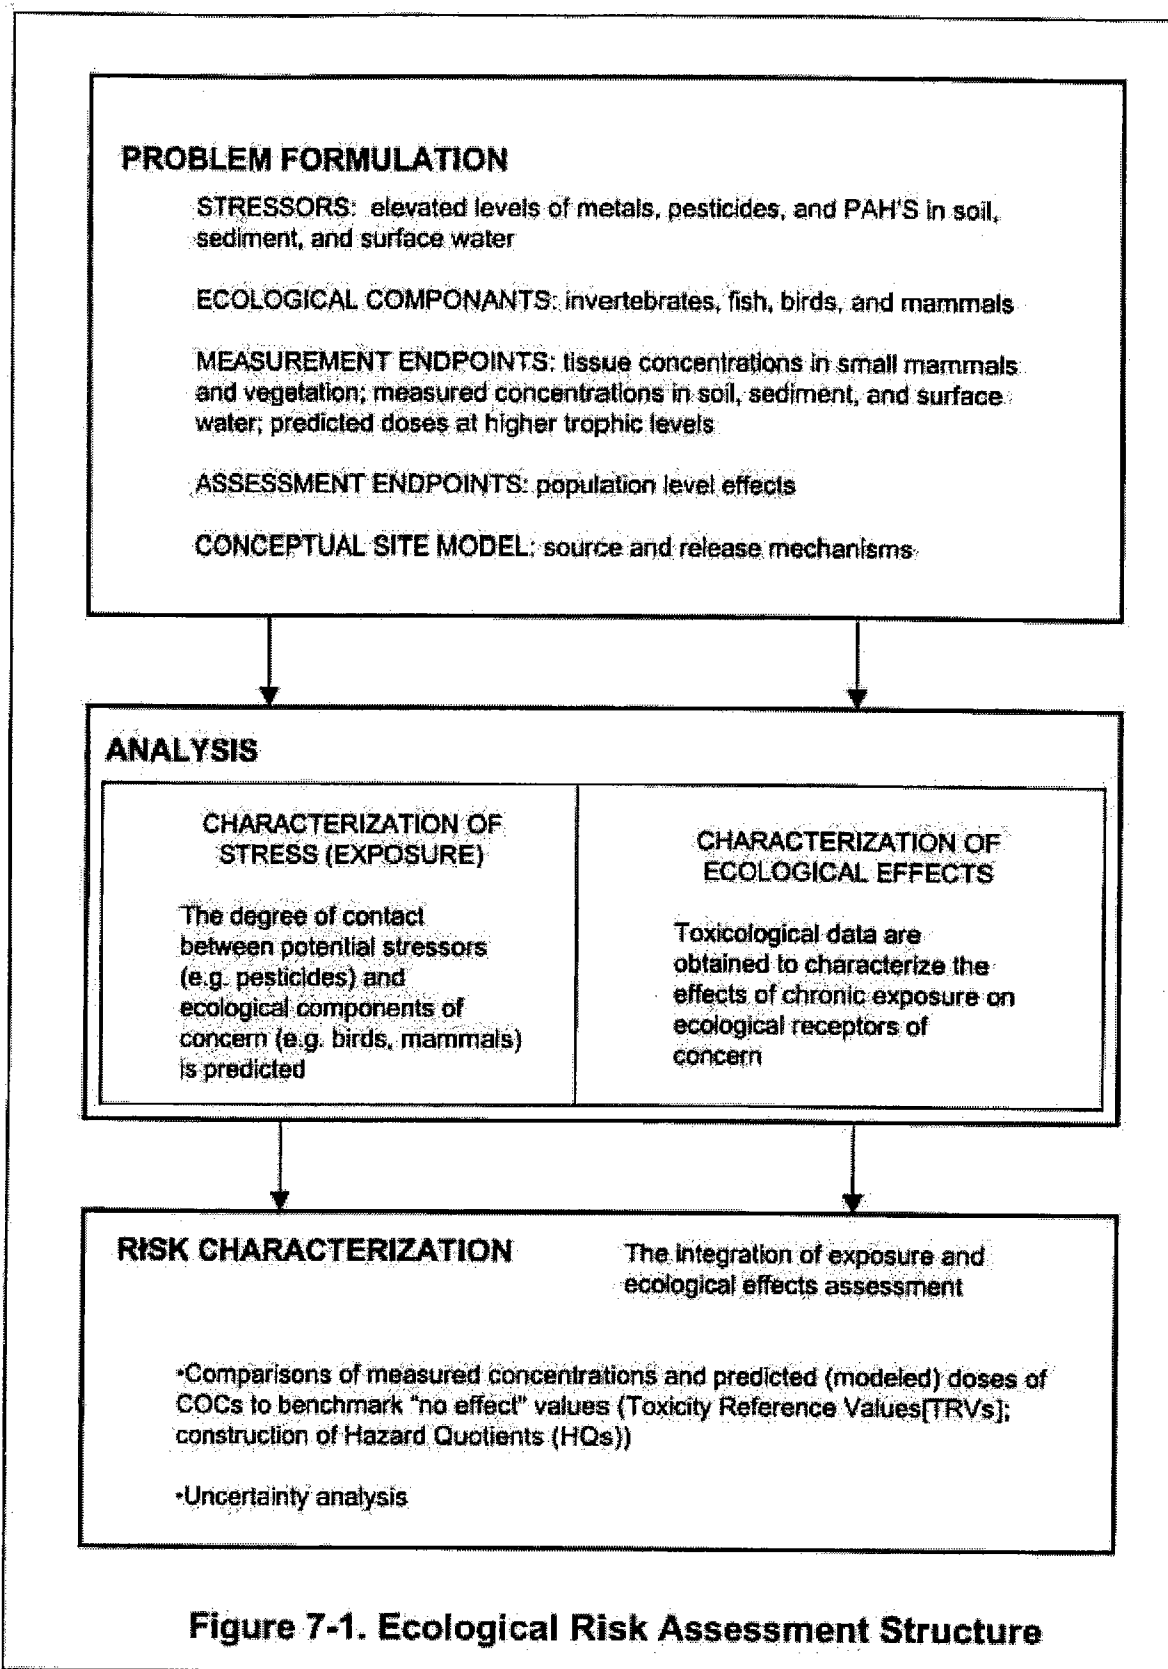 PROBLEM FORMULATION
STRESSORS: elevated levels of metals, pesticides, and PAH'S in soil,
sediment, and surface water
ECOLOGICAL COMPONANTS: invertebrates, fish, birds, and mammals
MEASUREMENT ENDPOINTS: tissue concentrations in small mammals
and vegetation; measured concentrations in soil, sediment, and surface
water; predicted doses at higher trophic levels
ASSESSMENT ENDPOINTS: population level effects
CONCEPTUAL SITE MODEL: source and release mechanisms
ANALYSIS
CHARACTERIZATION OF
STRESS (EXPOSURE)
The degree of contact
between potential stressors
(e.g. pesticides) and
ecological components of
concern (e.g. birds, mammals)
is predicted
CHARACTERIZATION OF
ECOLOGICAL EFFECTS
Toxicological data are
obtained to characterize the
effects of chronic exposure on
ecological receptors of
concern
RISK CHARACTERIZATION
The integration of exposure and
ecological effects assessment
•Comparisons of measured concentrations and predicted (modeled) doses of
COCs to benchmark "no effect" values (Toxicity Reference Values[TRVs];
construction of Hazard Quotients (HQs))
•Uncertainty analysis
Figure 7-1. Ecological Risk Assessment Structure